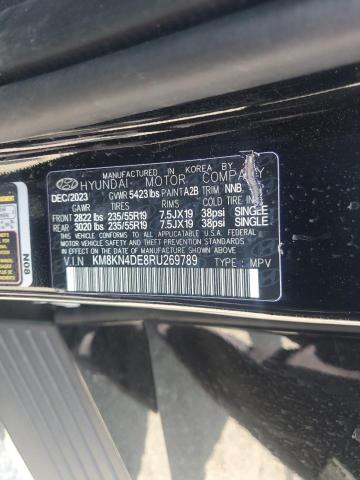 MANUFACTURED IN KOREA BY
HYUNDAI MOTOR COMPANY
DEC/2023 GVWR 5423 lbs PAINT A2B TRIM NNB
GAWR TIRES RIMS COLD TIRE
FRONT 2822 lbs 235/55R19 7.5JX19 38psi SINGLE
REAR 3020 lbs 235/55R19 7.5JX19 38psi SINGLE
THIS VEHICLE CONFORMS TO ALL APPLICABLE U.S.A. FEDERAL
MOTOR VEHICLE SAFETY, BUMPER, AND THEFT PREVENTION
STANDARDS IN EFFECT ON THE DATE OF MANUFACTURE SHOWN ABOVE.
V.I.N : KM8KN4DE8RU269789 TYPE : MPV
N08